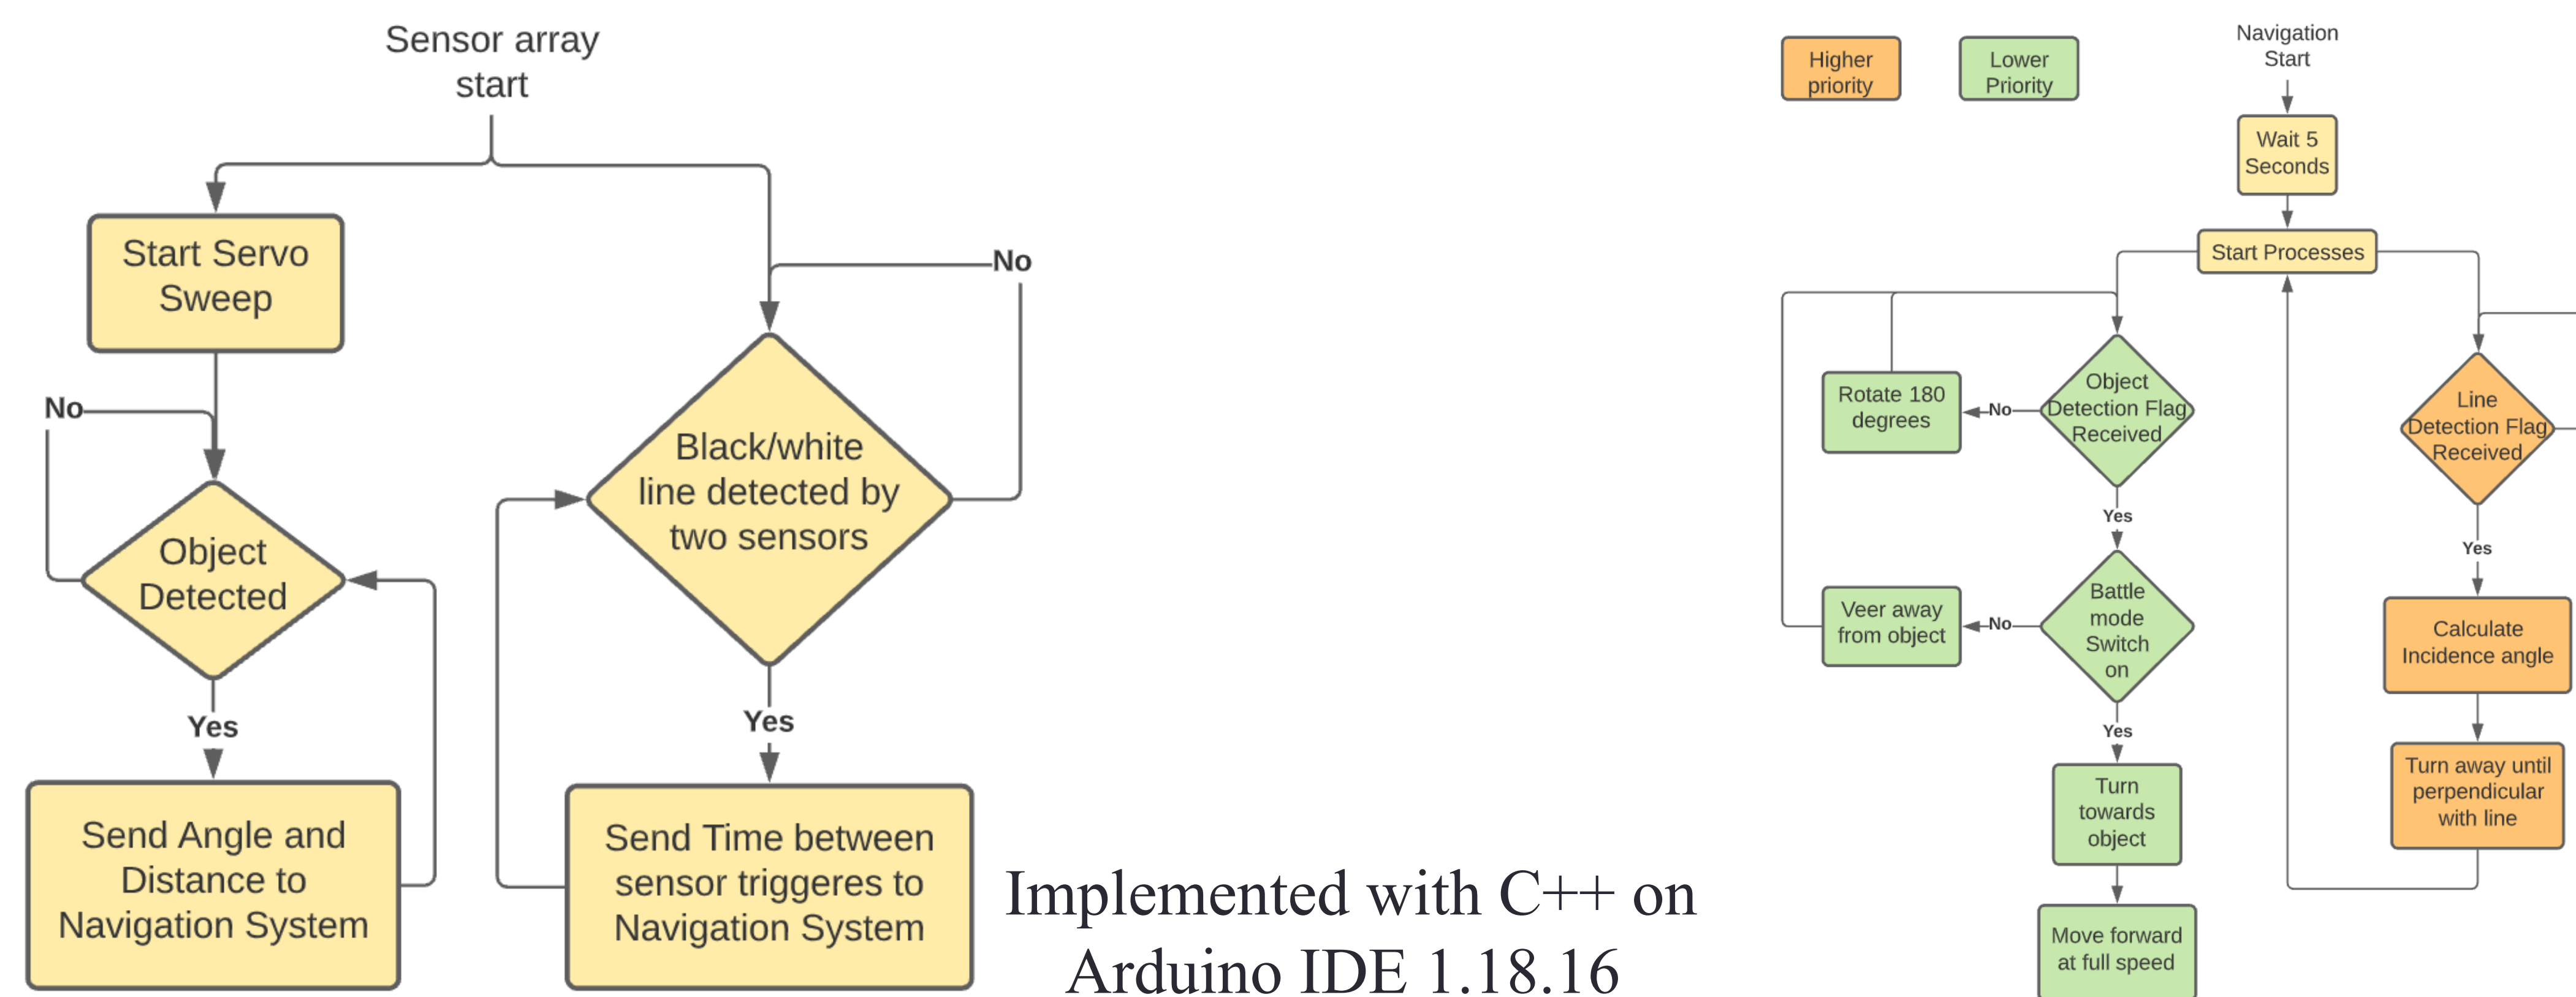 Sensor array
start
Start Servo
Sweep
No
Object
Detected
Yes
Send Angle and
Distance to
Navigation System
No
Black/white
line detected by
two sensors
Yes
Send Time between
sensor triggeres to
Navigation System
Implemented with C++ on
Arduino IDE 1.18.16
Higher
priority
Lower
Priority
Navigation
Start
Wait 5
Seconds
Start Processes
Object
Detection Flag
Received
No
Rotate 180
degrees
Yes
Battle
mode
Switch
on
No
Veer away
from object
Yes
Turn
towards
object
Move forward
at full speed
Line
Detection Flag
Received
Yes
Calculate
Incidence angle
Turn away until
perpendicular
with line